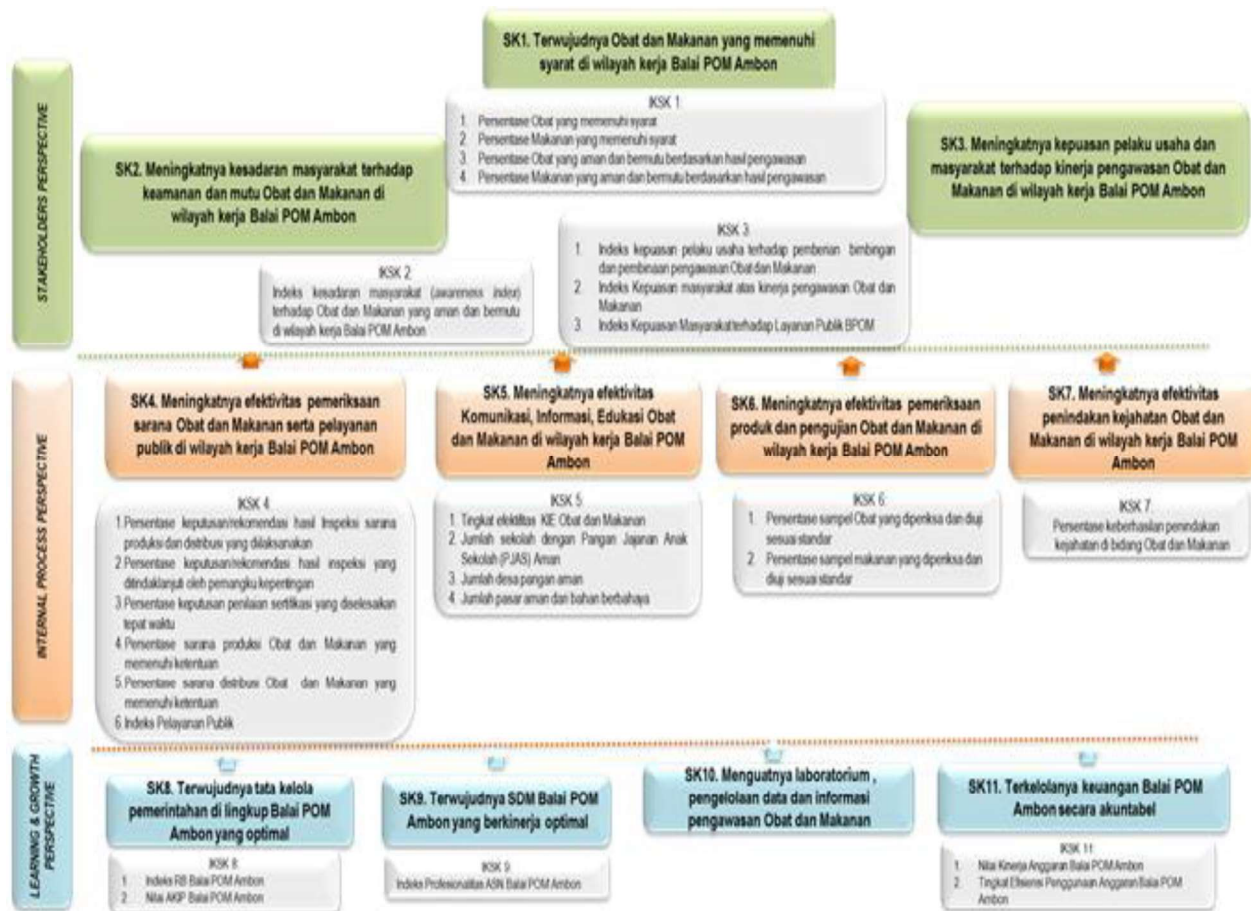 STAKEHOLDERS PERSPECTIVE
SK1. Terwujudnya Obat dan Makanan yang memenuhi
syarat di wilayah kerja Balai POM Ambon
IKSK 1:
1. Persentase Obat yang memenuhi syarat
2. Persentase Makanan yang memenuhi syarat
3. Persentase Obat yang aman dan bermutu berdasarkan hasil pengawasan
4. Persentase Makanan yang aman dan bermutu berdasarkan hasil pengawasan
SK2. Meningkatnya kesadaran masyarakat terhadap
keamanan dan mutu Obat dan Makanan di
wilayah kerja Balai POM Ambon
IKSK 2:
Indeks kesadaran masyarakat (awareness index)
terhadap Obat dan Makanan yang aman dan bermutu
di wilayah kerja Balai POM Ambon
SK3. Meningkatnya kepuasan pelaku usaha dan
masyarakat terhadap kinerja pengawasan Obat dan
Makanan di wilayah kerja Balai POM Ambon
IKSK 3:
1. Indeks kepuasan pelaku usaha terhadap pemberian bimbingan
dan pembinaan pengawasan Obat dan Makanan
2. Indeks Kepuasan masyarakat atas kinerja pengawasan Obat dan
Makanan
3. Indeks Kepuasan Masyarakat terhadap Layanan Publik BPOM
INTERNAL PROCESS PERSPECTIVE
SK4. Meningkatnya efektivitas pemeriksaan
sarana Obat dan Makanan serta pelayanan
publik di wilayah kerja Balai POM Ambon
IKSK 4:
1. Persentase keputusan/rekomendasi hasil Inspeksi sarana
produksi dan distribusi yang dilaksanakan
2. Persentase keputusan/rekomendasi hasil inspeksi yang
ditindaklanjuti oleh pemangku kepentingan
3. Persentase keputusan penilaian sertifikasi yang diselesaikan
tepat waktu
4. Persentase sarana produksi Obat dan Makanan yang
memenuhi ketentuan
5. Persentase sarana distribusi Obat dan Makanan yang
memenuhi ketentuan
6. Indeks Pelayanan Publik
SK5. Meningkatnya efektivitas
Komunikasi, Informasi, Edukasi Obat
dan Makanan di wilayah kerja Balai POM
Ambon
IKSK 5
1. Tingkat efektifitas KIE Obat dan Makanan
2. Jumlah sekolah dengan Pangan Jajanan Anak
Sekolah (PJAS) Aman
3. Jumlah desa pangan aman
4. Jumlah pasar aman dan bahan berbahaya
SK6. Meningkatnya efektivitas pemeriksaan
produk dan pengujian Obat dan Makanan di
wilayah kerja Balai POM Ambon
IKSK 6:
1. Persentase sampel Obat yang diperiksa dan diuji
sesuai standar
2. Persentase sampel makanan yang diperiksa dan
diuji sesuai standar
SK7. Meningkatnya efektivitas
penindakan kejahatan Obat dan
Makanan di wilayah kerja Balai POM
Ambon
IKSK 7:
Persentase keberhasilan penindakan
kejahatan di bidang Obat dan Makanan
LEARNING & GROWTH
PERSPECTIVE
SK8. Terwujudnya tata kelola
pemerintahan di lingkup Balai POM
Ambon yang optimal
IKSK 8:
1. Indeks RB Balai POM Ambon
2. Nilai AKIP Balai POM Ambon
SK9. Terwujudnya SDM Balai POM
Ambon yang berkinerja optimal
IKSK 9:
Indeks Profesionalitas ASN Balai POM Ambon
SK10. Menguatnya laboratorium ,
pengelolaan data dan informasi
pengawasan Obat dan Makanan
SK11. Terkelolanya keuangan Balai POM
Ambon secara akuntabel
IKSK 11:
1. Nilai Kinerja Anggaran Balai POM Ambon
2. Tingkat Efisiensi Penggunaan Anggaran Balai POM
Ambon